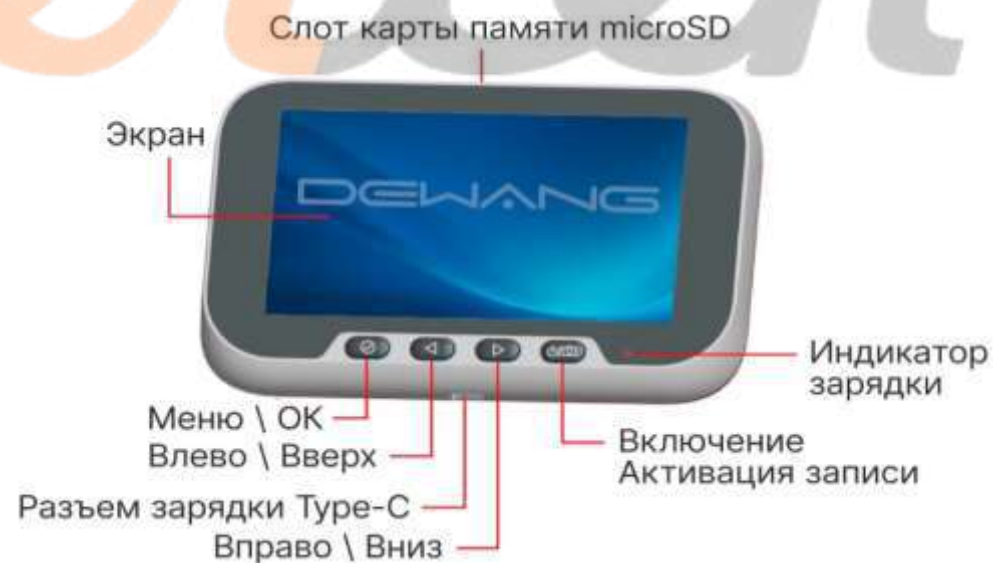 Слот карты памяти microSD
Экран
DEWANG
Индикатор
зарядки
Меню \ ОК
Влево \ Вверх
Включение
Активация записи
Разъем зарядки Type-C
Вправо \ Вниз